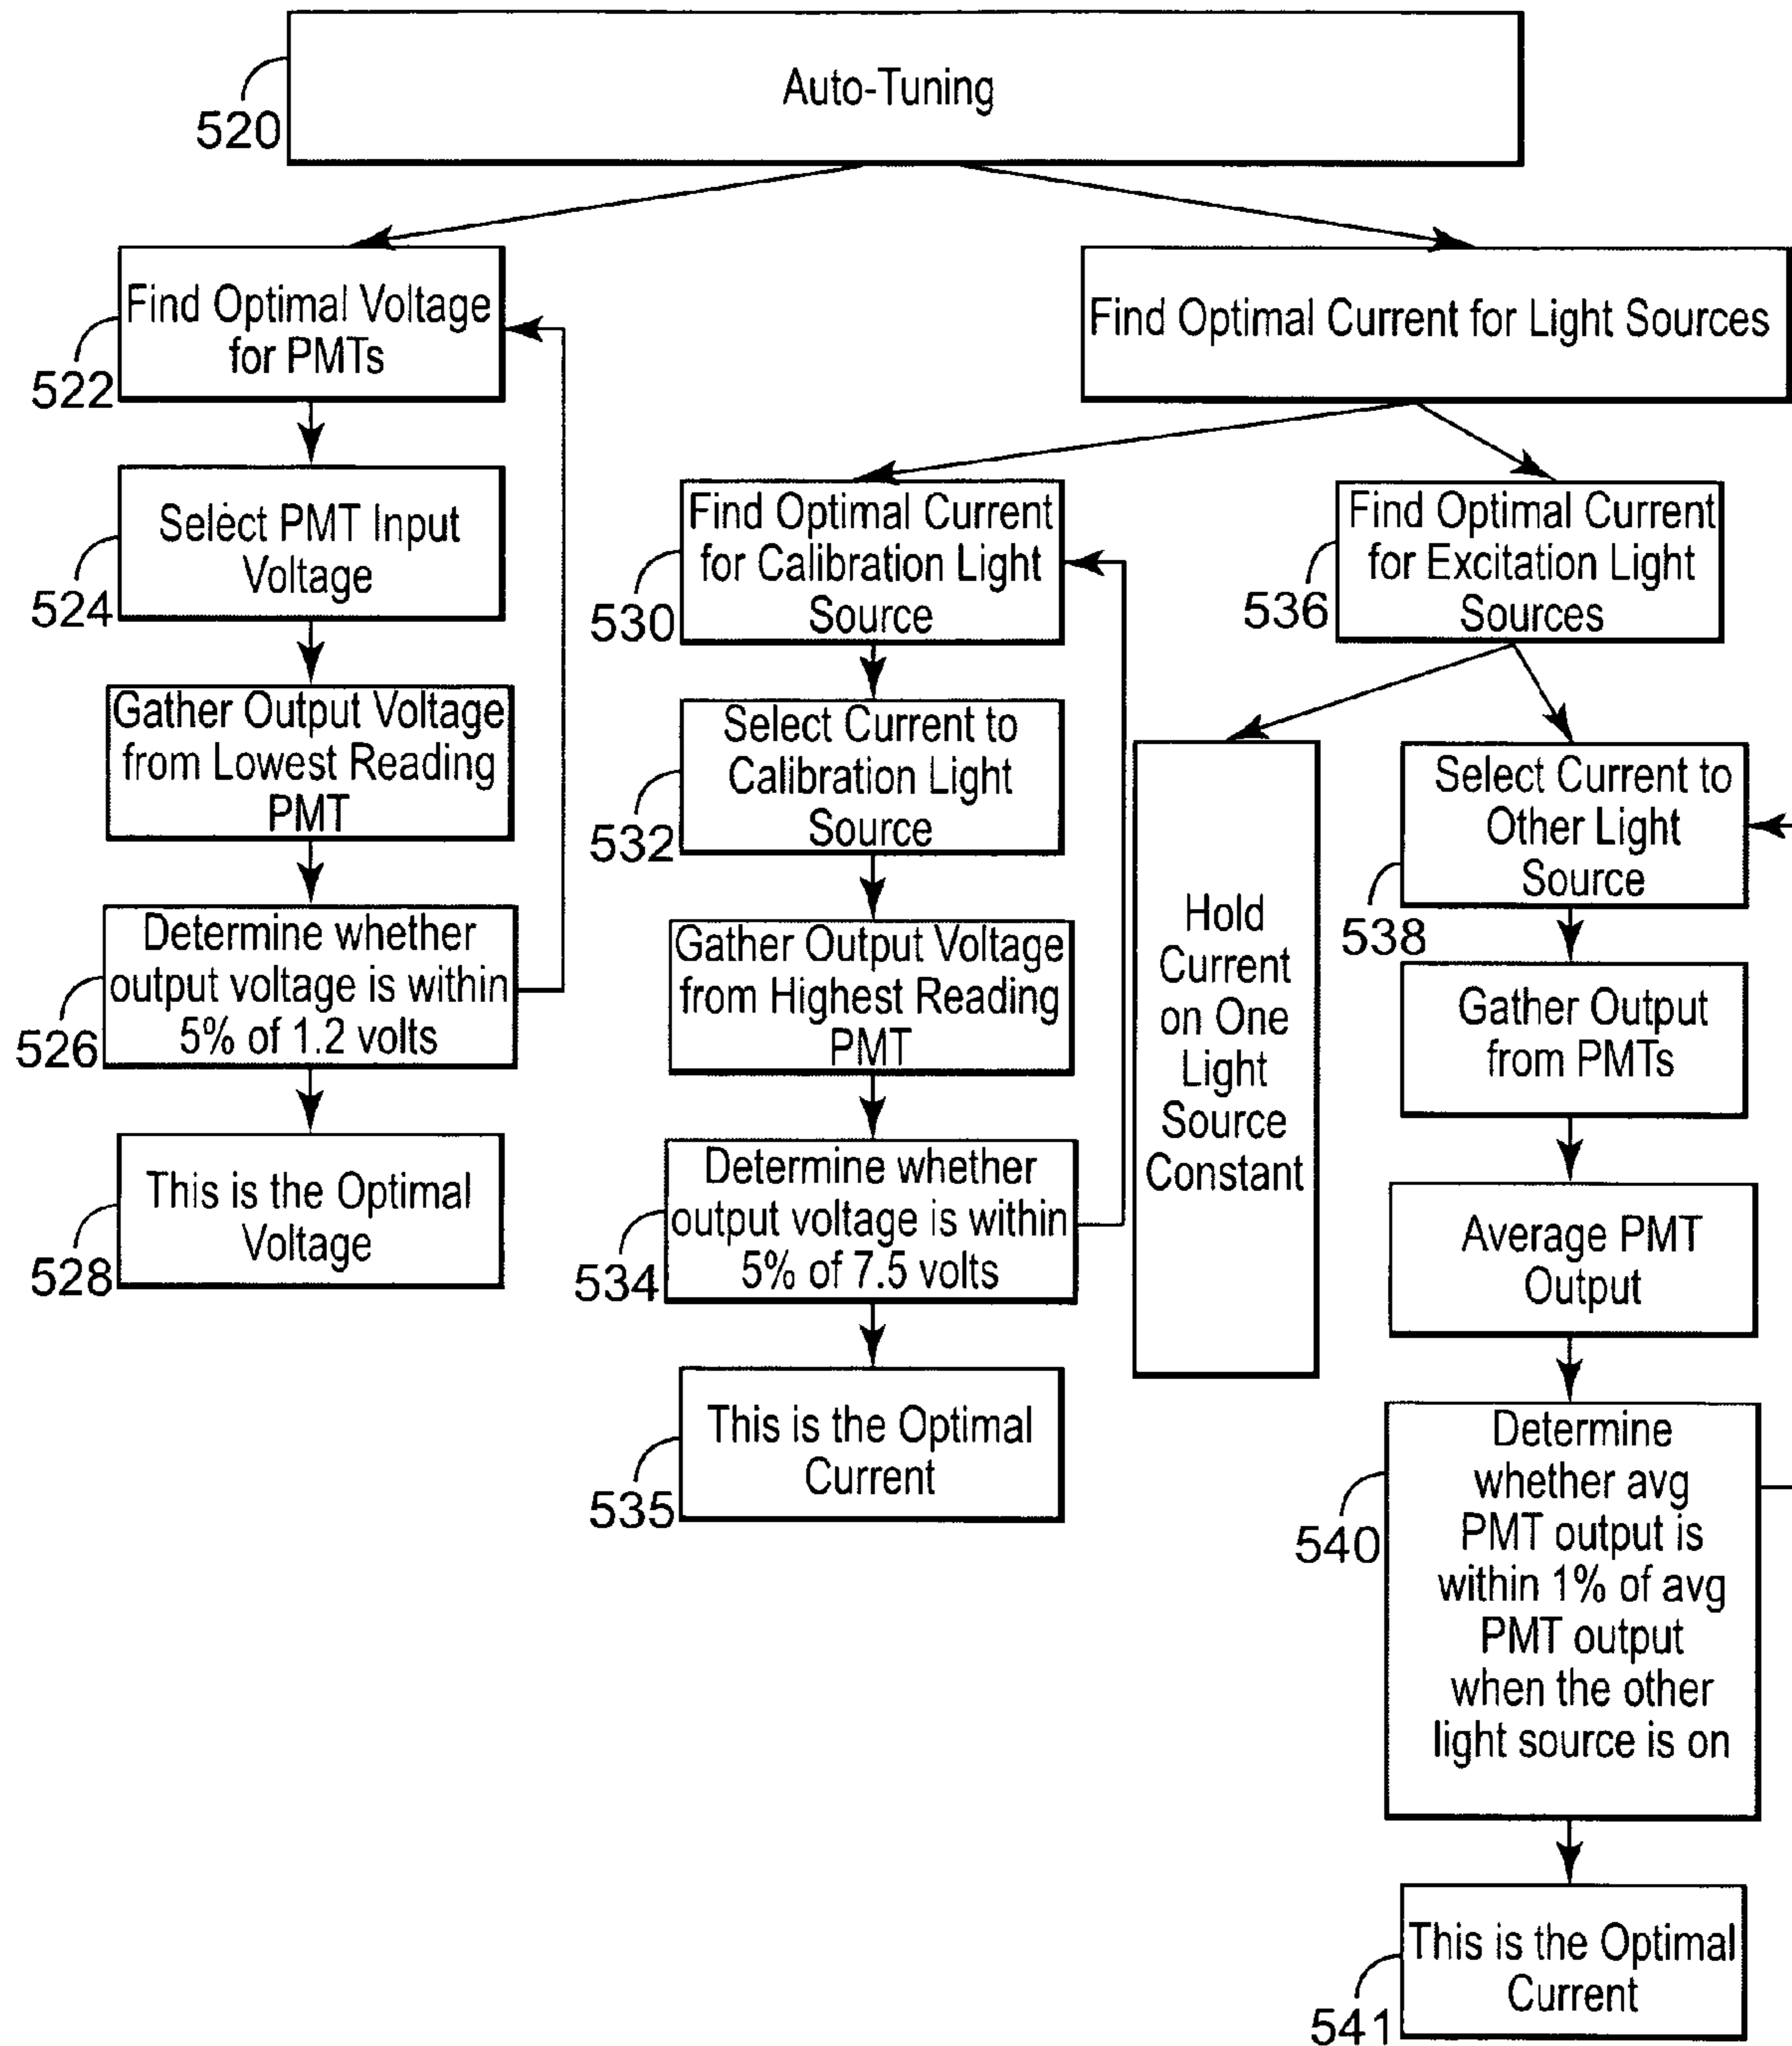 Auto-Tuning
520
Find Optimal Voltage
for PMTs
522
Select PMT Input
Voltage
524
Gather Output Voltage
from Lowest Reading
PMT
Determine whether
output voltage is within
5% of 1.2 volts
526
This is the Optimal
Voltage
528
Find Optimal Current for Light Sources
Find Optimal Current
for Calibration Light
Source
530
Select Current to
Calibration Light
Source
532
Gather Output Voltage
from Highest Reading
PMT
Determine whether
output voltage is within
5% of 7.5 volts
534
This is the Optimal
Current
535
Find Optimal Current
for Excitation Light
Sources
536
Hold
Current
on One
Light
Source
Constant
Select Current to
Other Light
Source
538
Gather Output
from PMTs
Average PMT
Output
Determine
whether avg
PMT output is
within 1% of avg
PMT output
when the other
light source is on
540
This is the Optimal
Current
541